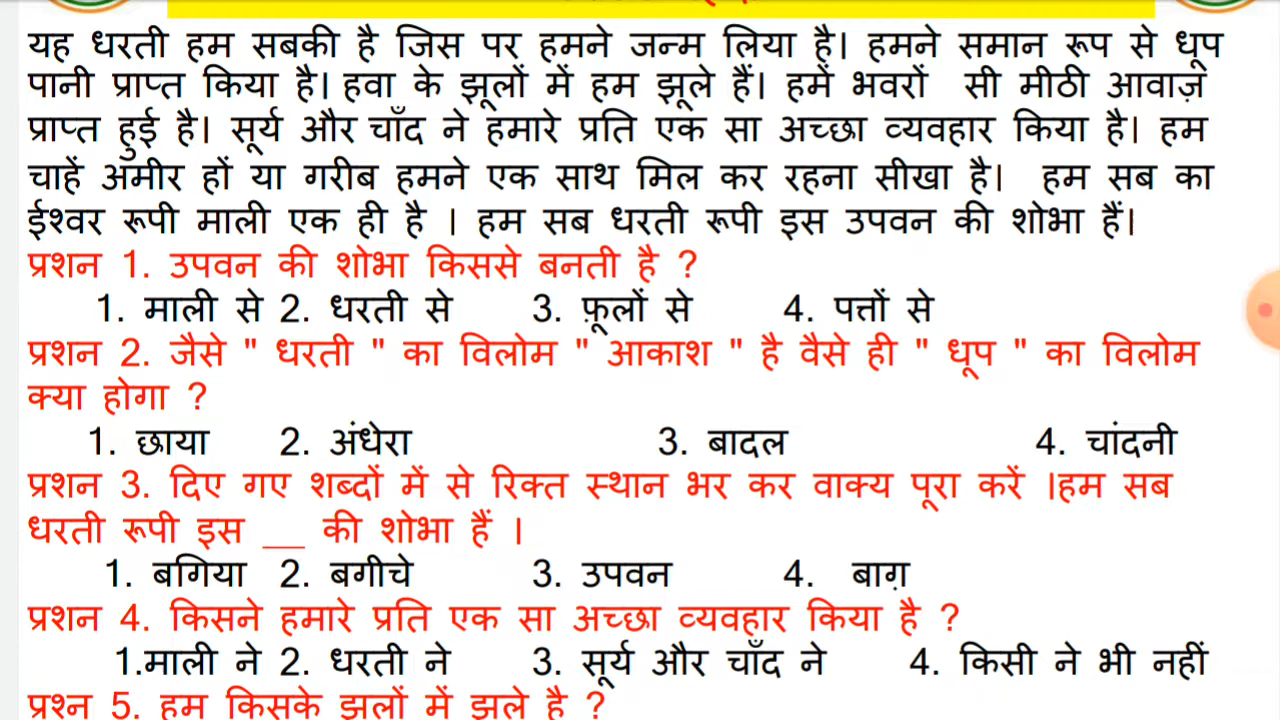 यह धरती हम सबकी है जिस पर हमने जन्म लिया है। हमने समान रूप से धूप
पानी प्राप्त किया है। हवा के झूलों में हम झूले हैं। हमें भवरों सी मीठी आवाज़
प्राप्त हुई है। सूर्य और चाँद ने हमारे प्रति एक सा अच्छा व्यवहार किया है। हम
चाहें अमीर हों या गरीब हमने एक साथ मिल कर रहना सीखा है। हम सब का
ईश्वर रूपी माली एक ही है । हम सब धरती रूपी इस उपवन की शोभा हैं।
प्रशन 1. उपवन की शोभा किससे बनती है ?
1. माली से 2. धरती से 3. फ़ूलों से 4. पत्तों से
प्रशन 2. जैसे " धरती " का विलोम " आकाश " है वैसे ही " धूप " का विलोम
क्या होगा ?
1. छाया 2. अंधेरा 3. बादल 4. चांदनी
प्रशन 3. दिए गए शब्दों में से रिक्त स्थान भर कर वाक्य पूरा करें ।हम सब
धरती रूपी इस __ की शोभा हैं ।
1. बगिया 2. बगीचे 3. उपवन 4. बाग़
प्रशन 4. किसने हमारे प्रति एक सा अच्छा व्यवहार किया है ?
1.माली ने 2. धरती ने 3. सूर्य और चाँद ने 4. किसी ने भी नहीं
प्रश्न 5. हम किसके झूलों में झूले है ?